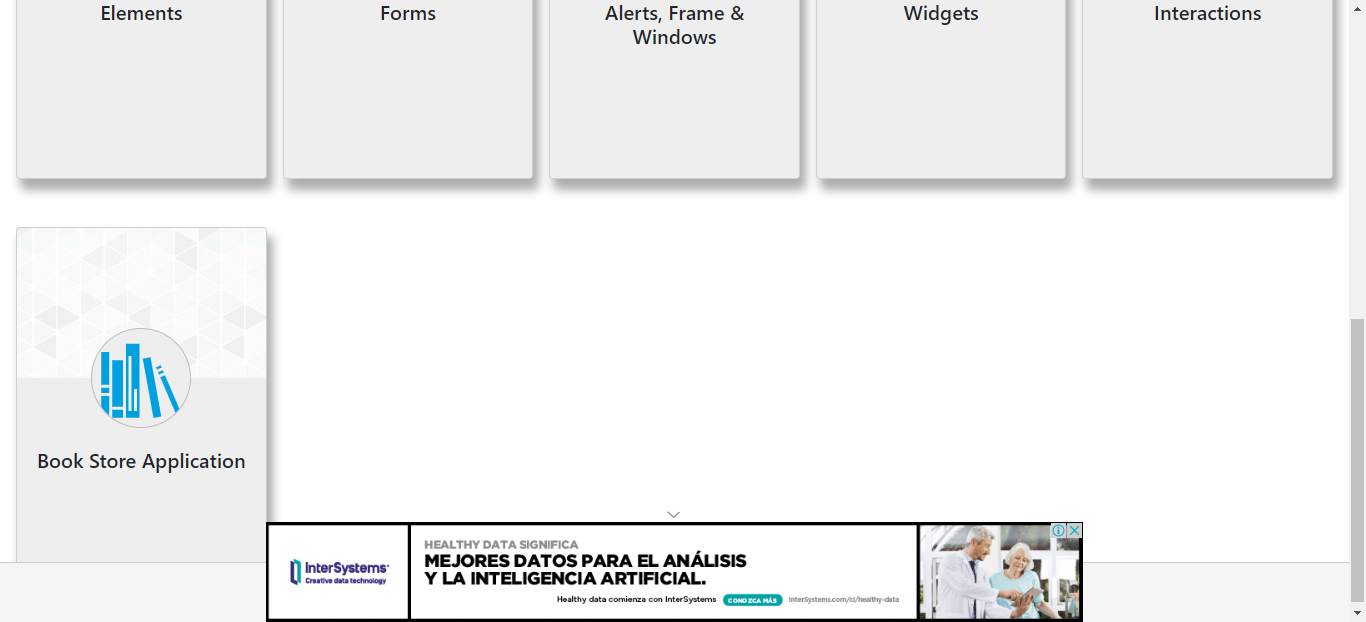 Elements
Forms
Alerts, Frame &
Windows
Widgets
Interactions
Book Store Application
InterSystems®
Creative data technology
HEALTHY DATA SIGNIFICA
MEJORES DATOS PARA EL ANÁLISIS
Y LA INTELIGENCIA ARTIFICIAL.
Healthy data comienza con InterSystems
CONOZCA MÁS
InterSystems.com/cl/healthy-data